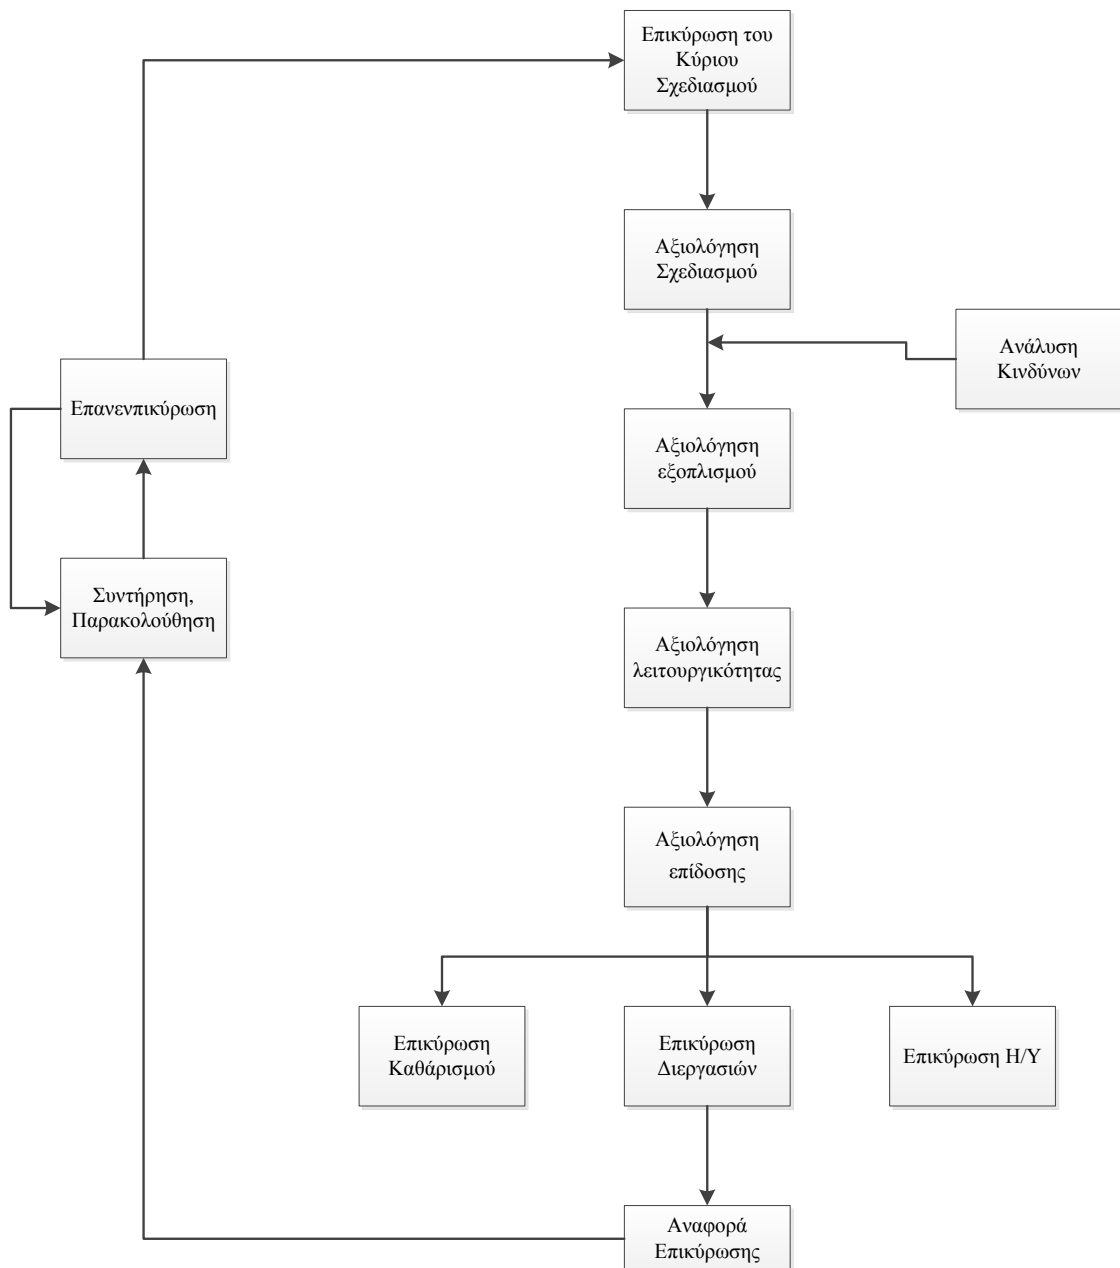 Επικύρωση του
Κύριου
Σχεδιασμού
Αξιολόγηση
Σχεδιασμού
Ανάλυση
Κινδύνων
Επανενπικύρωση
Αξιολόγηση
εξοπλισμού
Συντήρηση,
Παρακολούθηση
Αξιολόγηση
λειτουργικότητας
Αξιολόγηση
επίδοσης
Επικύρωση
Καθάρισμού
Επικύρωση
Διεργασιών
Επικύρωση Η/Υ
Αναφορά
Επικύρωσης